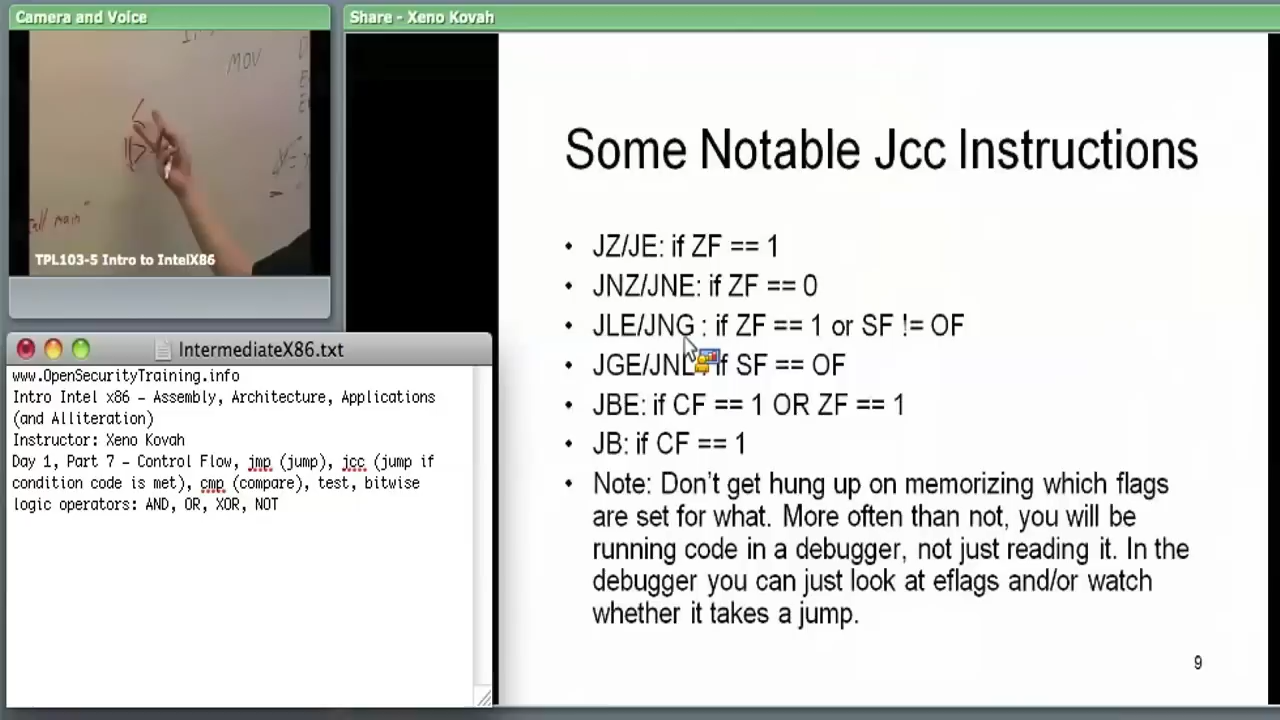 Camera and Voice
Share - Xeno Kovah
MOV
call main"
TPL103-5 Intro to IntelX86
Some Notable Jcc Instructions
• JZ/JE: if ZF == 1
• JNZ/JNE: if ZF == 0
• JLE/JNG : if ZF == 1 or SF != OF
• JGE/JNL if SF == OF
• JBE: if CF == 1 OR ZF == 1
• JB: if CF == 1
• Note: Don't get hung up on memorizing which flags
are set for what. More often than not, you will be
running code in a debugger, not just reading it. In the
debugger you can just look at eflags and/or watch
whether it takes a jump.
9
IntermediateX86.txt
www.OpenSecurityTraining.info
Intro Intel x86 – Assembly, Architecture, Applications
(and Alliteration)
Instructor: Xeno Kovah
Day 1, Part 7 – Control Flow, jmp (jump), jcc (jump if
condition code is met), cmp (compare), test, bitwise
logic operators: AND, OR, XOR, NOT